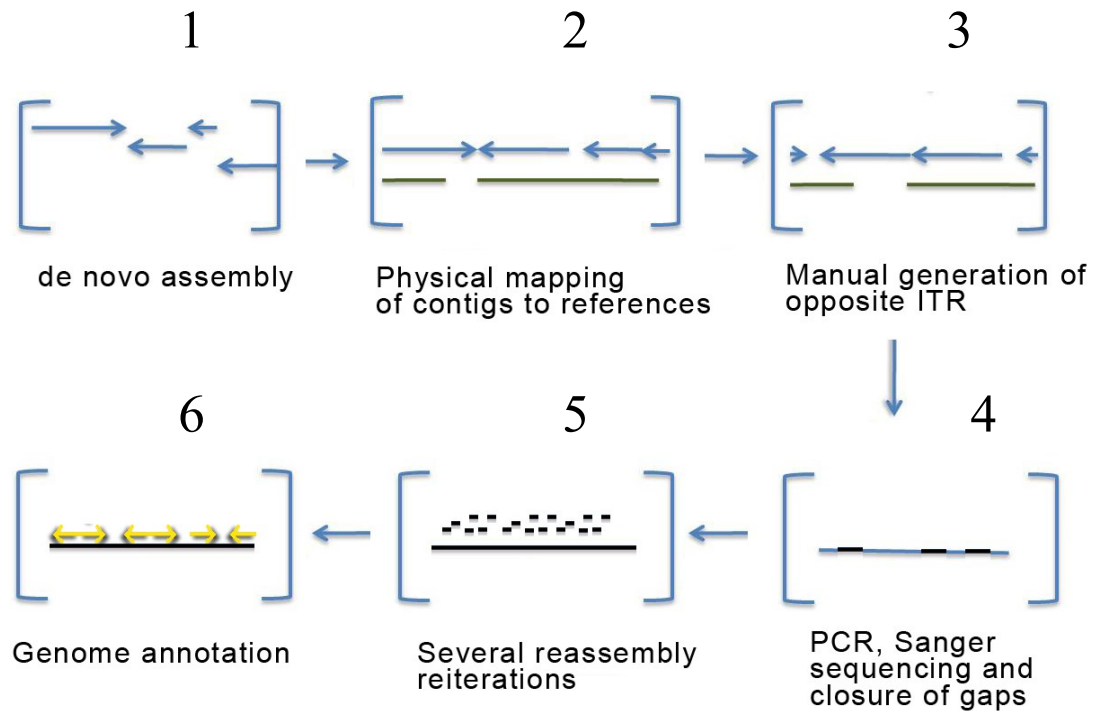 1
2
3
de novo assembly
Physical mapping
of contigs to references
Manual generation of
opposite ITR
6
5
4
Genome annotation
Several reassembly
reiterations
PCR, Sanger
sequencing and
closure of gaps